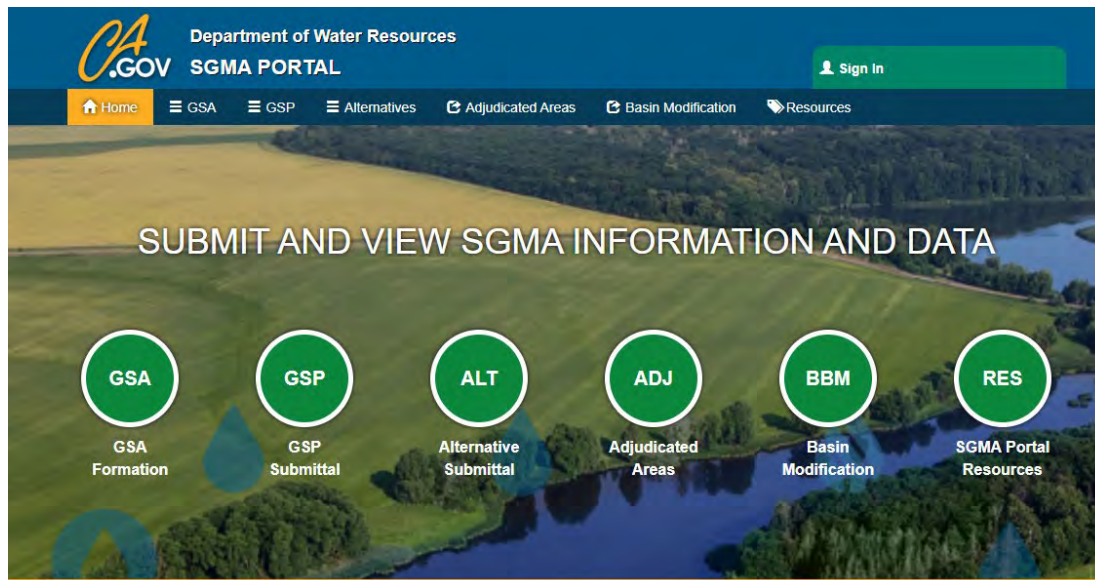 CA
.GOV
Department of Water Resources
SGMA PORTAL
Sign In
Home GSA GSP Alternatives Adjudicated Areas Basin Modification Resources
SUBMIT AND VIEW SGMA INFORMATION AND DATA
GSA GSP ALT ADJ BBM RES
GSA Formation
GSP Submittal
Alternative Submittal
Adjudicated Areas
Basin Modification
SGMA Portal Resources